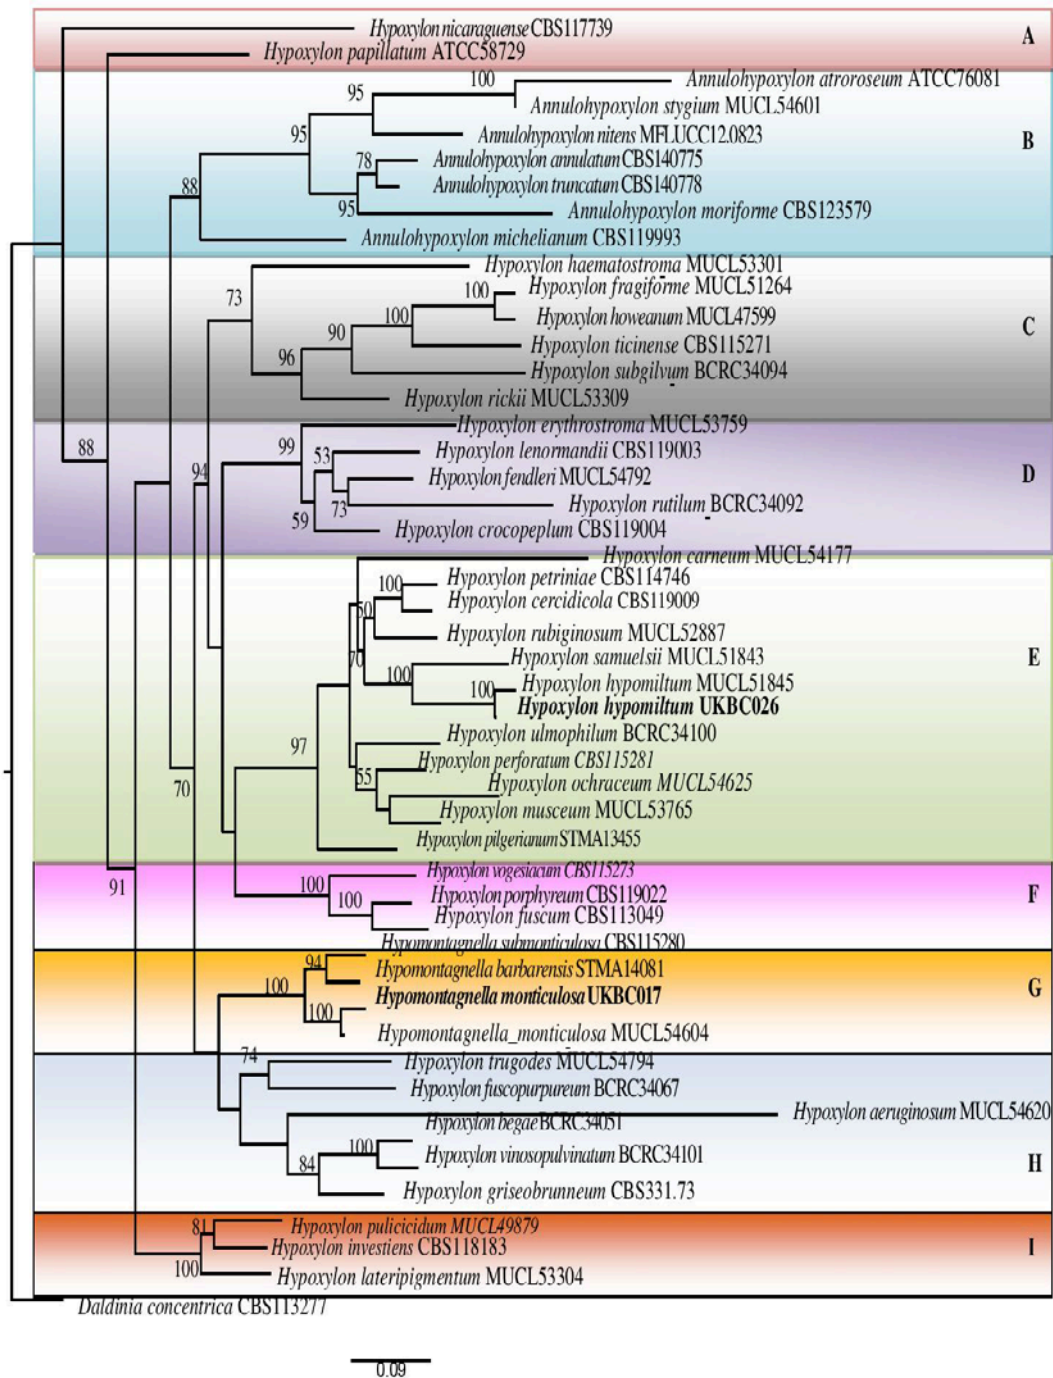 Hypoxylon nicaraguense CBS117739
A
Hypoxylon papillatum ATCC58729
100
Annulohypoxylon atroroseum ATCC76081
95
Annulohypoxylon stygium MUCL54601
95
Annulohypoxylon nitens MFLUCC12.0823
B
78
Annulohypoxylon annulatum CBS140775
88
Annulohypoxylon truncatum CBS140778
95
Annulohypoxylon moriforme CBS123579
Annulohypoxylon michelianum CBS119993
Hypoxylon haematostroma MUCL53301
73
100
Hypoxylon fragiforme MUCL51264
100
Hypoxylon howeanum MUCL47599
C
90
Hypoxylon ticinense CBS115271
96
Hypoxylon subgilvum BCRC34094
Hypoxylon rickii MUCL53309
Hypoxylon erythrostroma MUCL53759
88
99
53
Hypoxylon lenormandii CBS119003
94
Hypoxylon fendleri MUCL54792
D
73
Hypoxylon rutilum BCRC34092
59
Hypoxylon crocopeplum CBS119004
Hypoxylon carneum MUCL54177
100
Hypoxylon petriniae CBS114746
50
Hypoxylon cercidicola CBS119009
Hypoxylon rubiginosum MUCL52887
70
Hypoxylon samuelsii MUCL51843
E
100
100
Hypoxylon hypomiltum MUCL51845
Hypoxylon hypomiltum UKBC026
Hypoxylon ulmophilum BCRC34100
97
Hypoxylon perforatum CBS115281
55
Hypoxylon ochraceum MUCL54625
70
Hypoxylon musceum MUCL53765
Hypoxylon pilgerianum STMA13455
Hypoxylon vogesiacum CBS115273
91
100
Hypoxylon porphyreum CBS119022
F
100
Hypoxylon fuscum CBS113049
Hypomontagnella submonticulosa CBS115280
94
Hypomontagnella barbarensis STMA14081
100
Hypomontagnella monticulosa UKBC017
G
100
Hypomontagnella_monticulosa MUCL54604
74
Hypoxylon trugodes MUCL54794
Hypoxylon fuscopurpureum BCRC34067
Hypoxylon aeruginosum MUCL54620
Hypoxylon begae BCRC34051
100
Hypoxylon vinosopulvinatum BCRC34101
H
84
Hypoxylon griseobrunneum CBS331.73
81
Hypoxylon pulicicidum MUCL49879
Hypoxylon investiens CBS118183
I
100
Hypoxylon lateripigmentum MUCL53304
Daldinia concentrica CBS113277
0.09